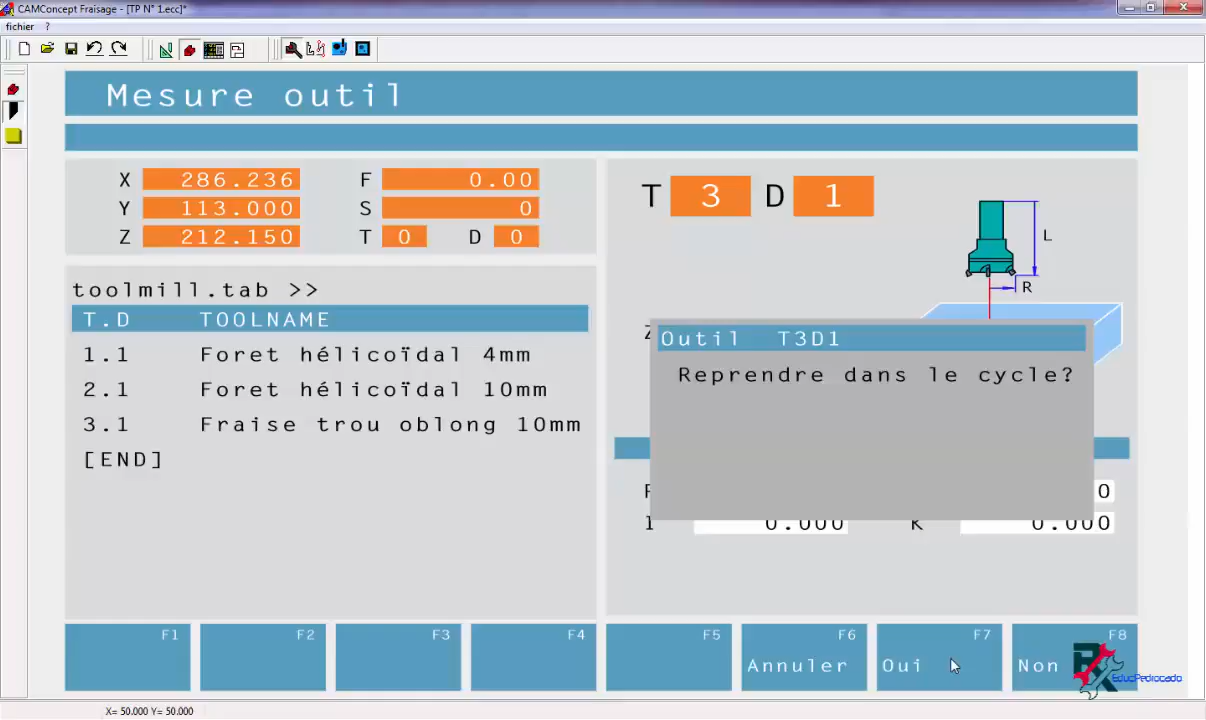 CAMConcept Fraisage - [TP N° 1.ecc]*
fichier ?
Mesure outil
X 286.236 F 0.00
Y 113.000 S 0
Z 212.150 T 0 D 0
T 3 D 1
L
R
toolmill.tab >>
T.D TOOLNAME
1.1 Foret hélicoïdal 4mm
2.1 Foret hélicoïdal 10mm
3.1 Fraise trou oblong 10mm
[END]
Z
Outil T3D1
Reprendre dans le cycle?
0
0.000 K 0.000
F1 F2 F3 F4 F5 F6 F7 F8
Annuler Oui Non
EducPedrocado
X= 50.000 Y= 50.000